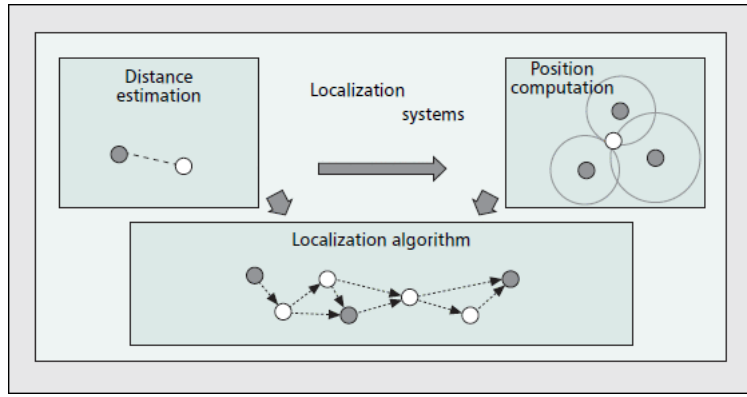 Distance
estimation
Localization
systems
Position
computation
Localization algorithm